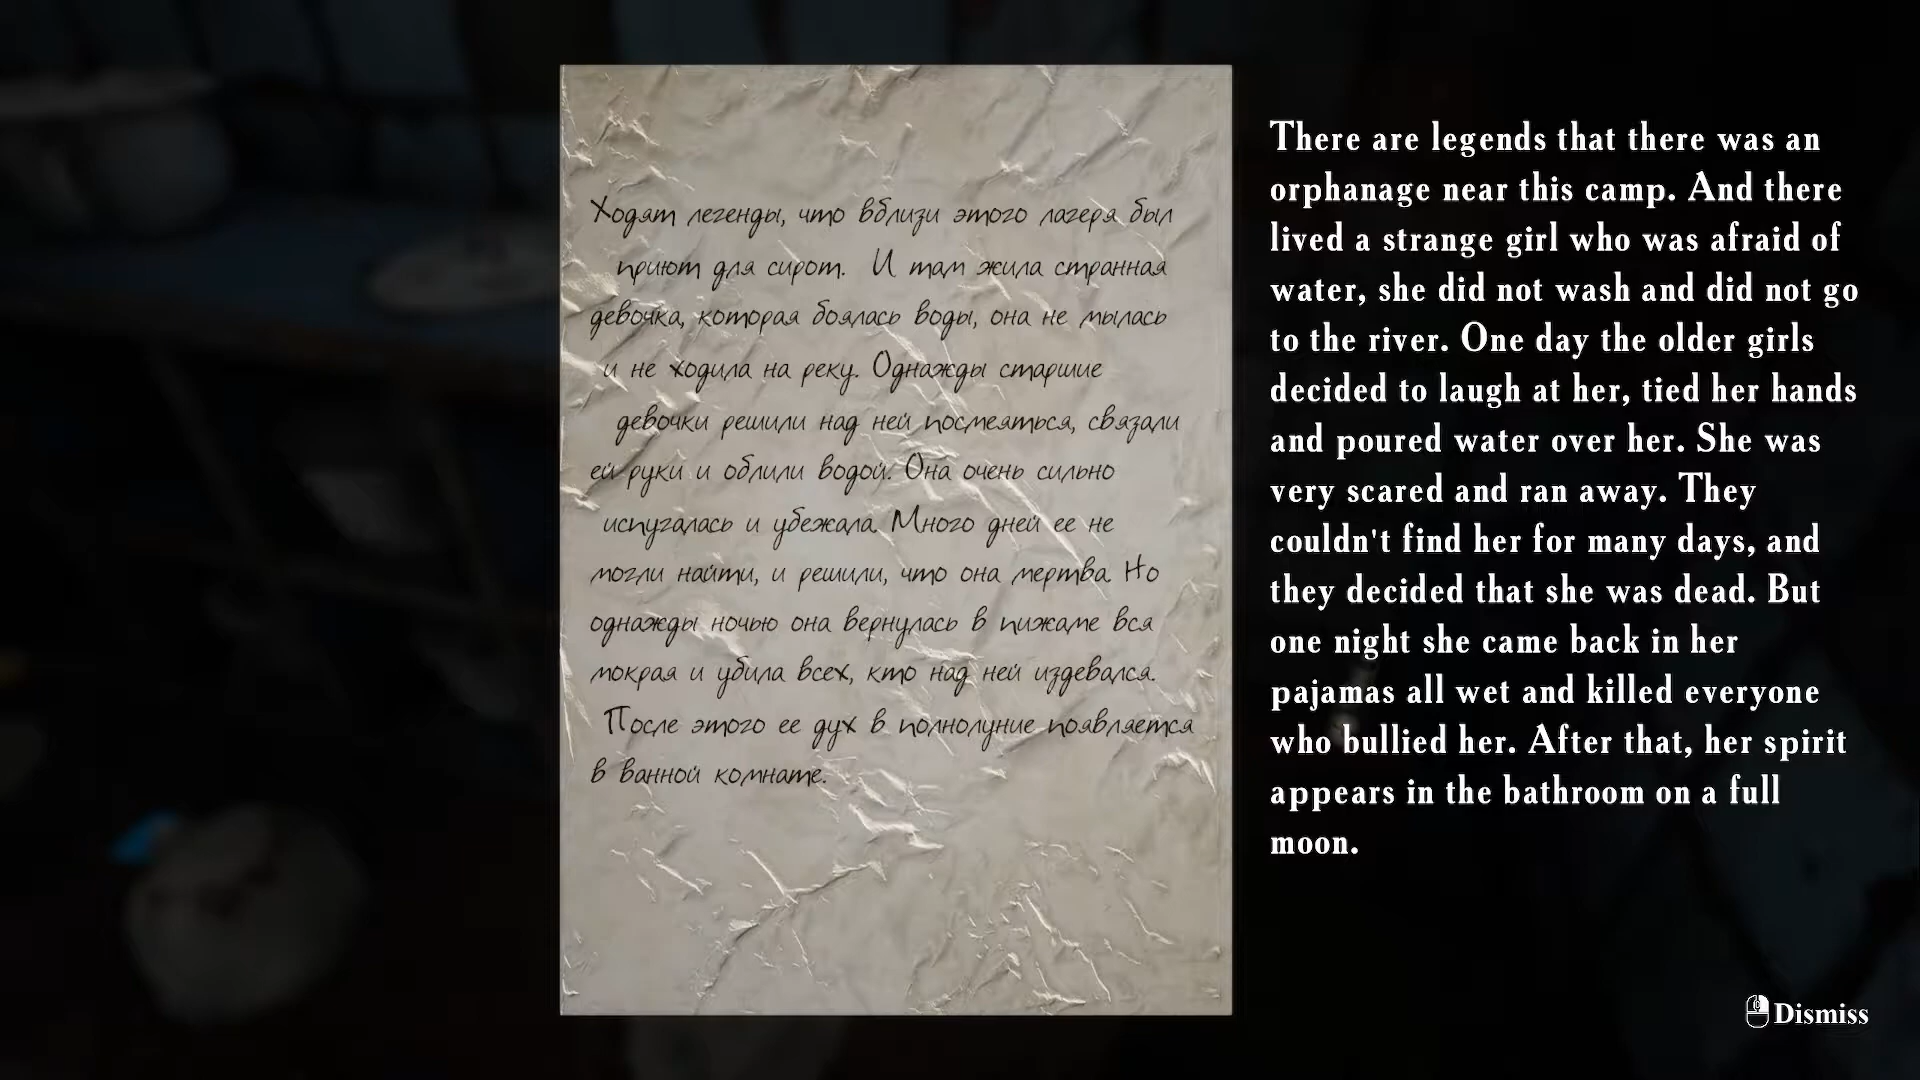 Ходят легенды, что вблизи этого лагеря был
приют для сирот. И там жила странная
девочка, которая боялась воды, она не мылась
и не ходила на реку. Однажды старшие
девочки решили над ней посмеяться, связали
ей руки и облили водой. Она очень сильно
испугалась и убежала. Много дней ее не
могли найти, и решили, что она мертва. Но
однажды ночью она вернулась в пижаме вся
мокрая и убила всех, кто над ней издевался.
После этого ее дух в полнолуние появляется
в ванной комнате.
There are legends that there was an
orphanage near this camp. And there
lived a strange girl who was afraid of
water, she did not wash and did not go
to the river. One day the older girls
decided to laugh at her, tied her hands
and poured water over her. She was
very scared and ran away. They
couldn't find her for many days, and
they decided that she was dead. But
one night she came back in her
pajamas all wet and killed everyone
who bullied her. After that, her spirit
appears in the bathroom on a full
moon.
Dismiss